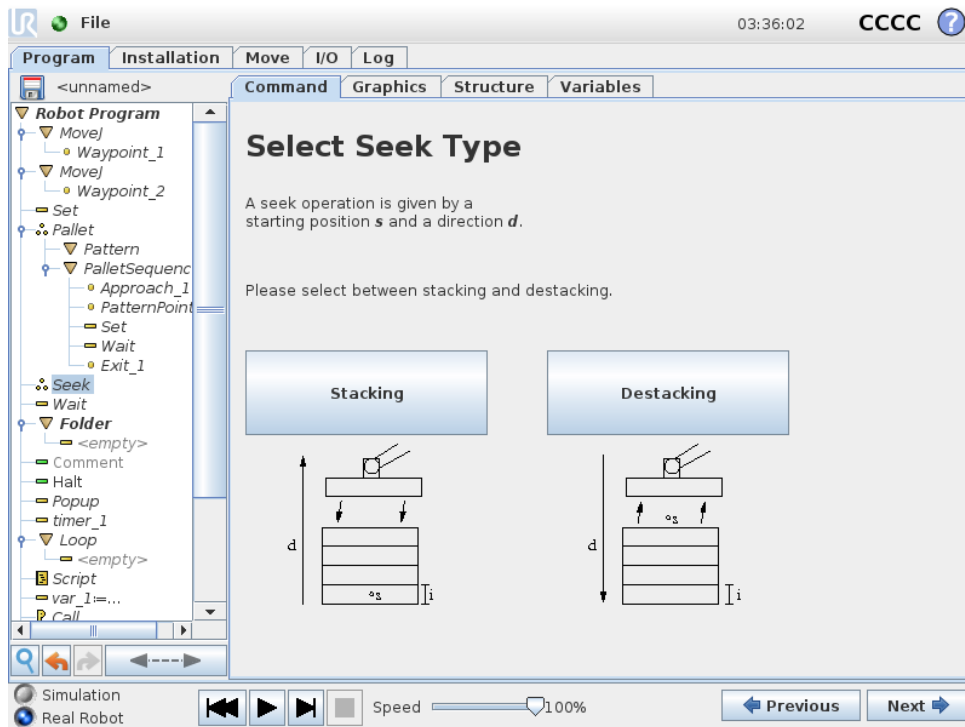 UR File 03:36:02 CCCC ?
Program Installation Move I/O Log
<unnamed>
Command Graphics Structure Variables
Robot Program
MoveJ
Waypoint_1
MoveJ
Waypoint_2
Set
Pallet
Pattern
PalletSequenc
Approach_1
PatternPoint
Set
Wait
Exit_1
Seek
Wait
Folder
<empty>
Comment
Halt
Popup
timer_1
Loop
<empty>
Script
var_1:=...
Call
Select Seek Type
A seek operation is given by a
starting position s and a direction d.
Please select between stacking and destacking.
Stacking
Destacking
d
s
i
d
s
i
Simulation
Real Robot
Speed 100%
Previous
Next